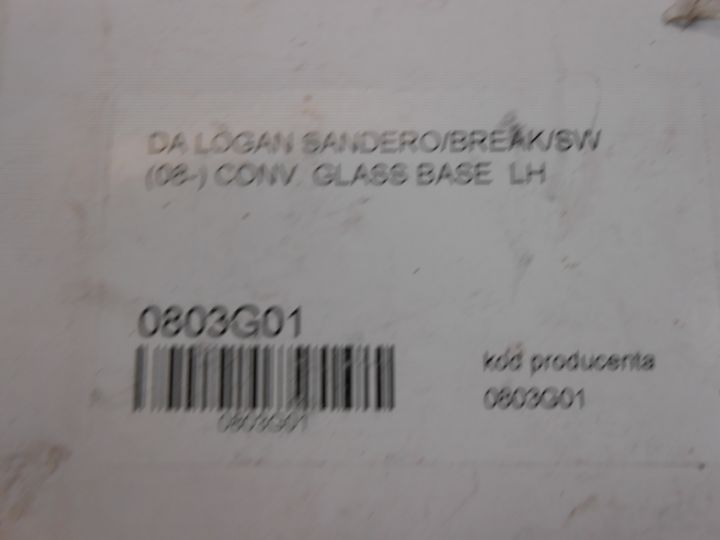 DA LOGAN SANDERO/BREAK/SW
(08-) CONV. GLASS BASE LH
0803G01
0803G01
kod producenta
0803G01